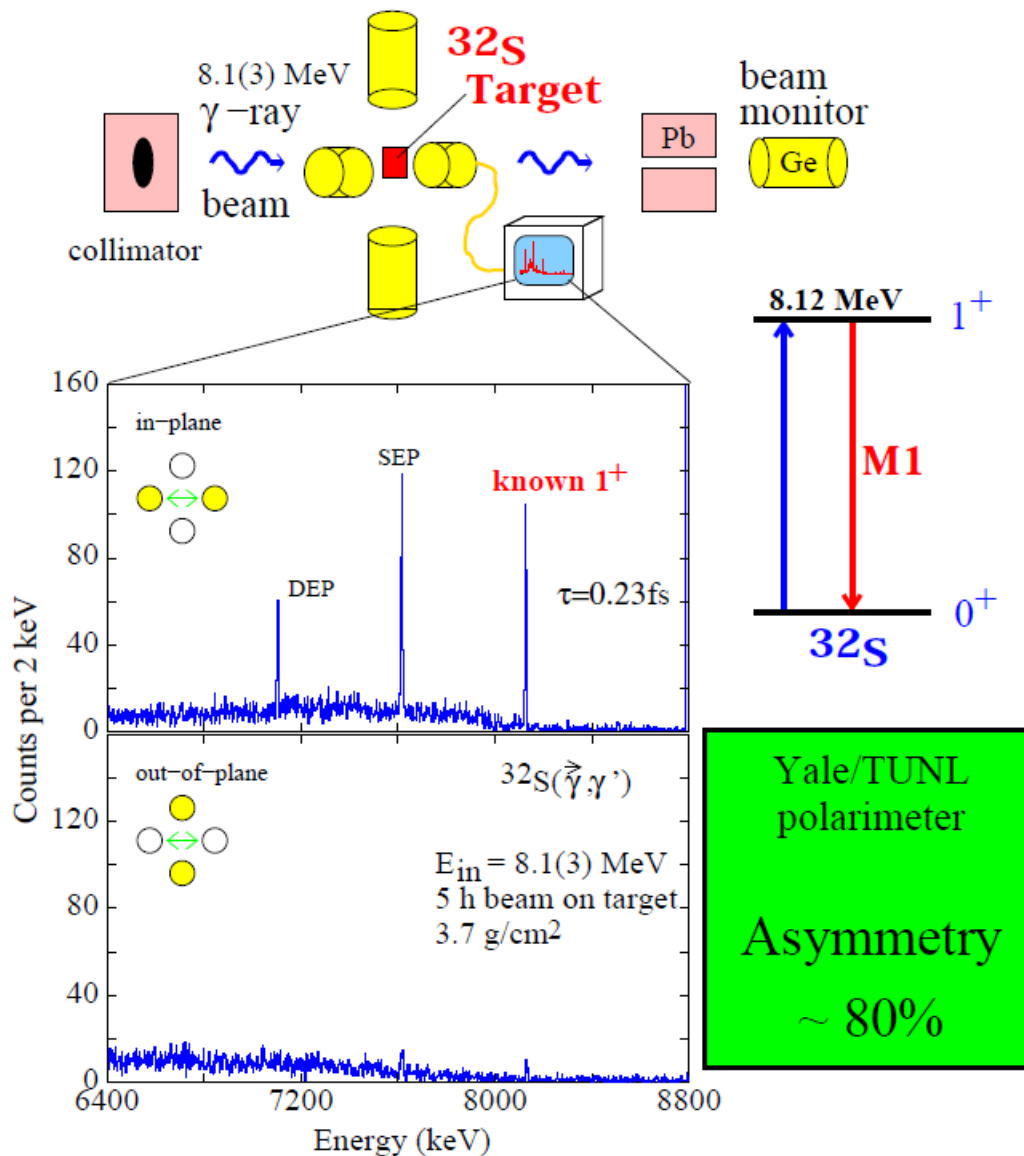 8.1(3) MeV
γ−ray
beam
collimator
32S
Target
Pb
beam
monitor
Ge
8.12 MeV
1+
M1
0+
32S
160
120
80
40
0
in−plane
SEP
DEP
known 1+
τ=0.23fs
Counts per 2 keV
out−of−plane
32S(γ⃗,γ’)
Ein = 8.1(3) MeV
5 h beam on target
3.7 g/cm2
120
80
40
0
6400 7200 8000 8800
Energy (keV)
Yale/TUNL
polarimeter
Asymmetry
~ 80%